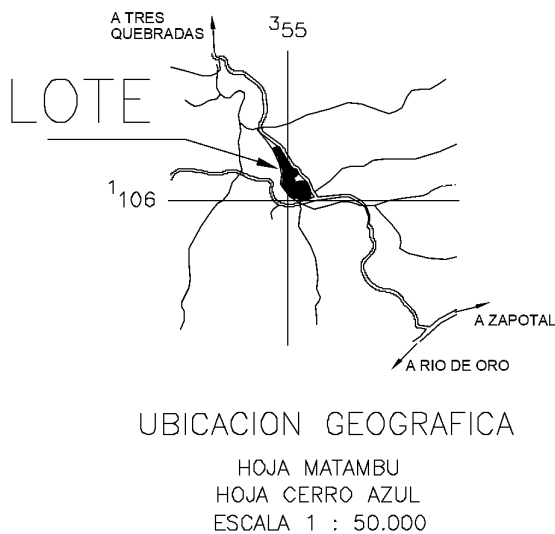 A TRES
QUEBRADAS
355
LOTE
1106
A ZAPOTAL
A RIO DE ORO
UBICACION GEOGRAFICA
HOJA MATAMBU
HOJA CERRO AZUL
ESCALA 1 : 50.000